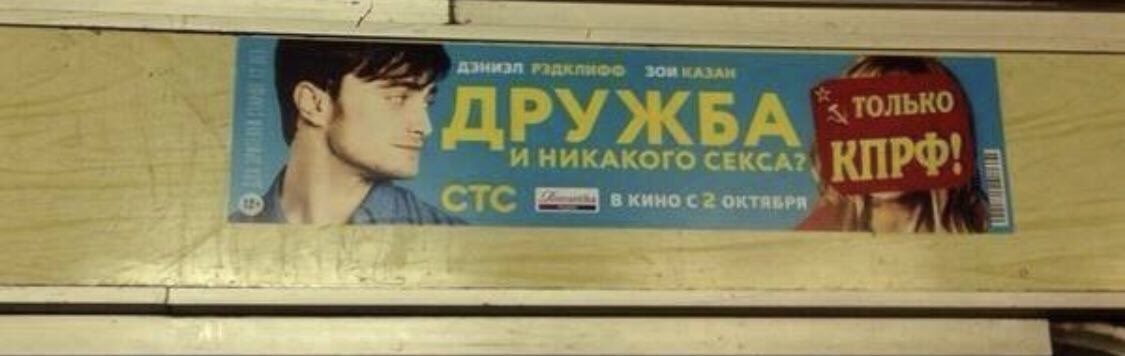 ДЭНИЭЛ РЭДКЛИФФ ЗОИ КАЗАН
ДРУЖБА
И НИКАКОГО СЕКСА?
СТС
В КИНО С 2 ОКТЯБРЯ
12+
ТОЛЬКО
КПРФ!